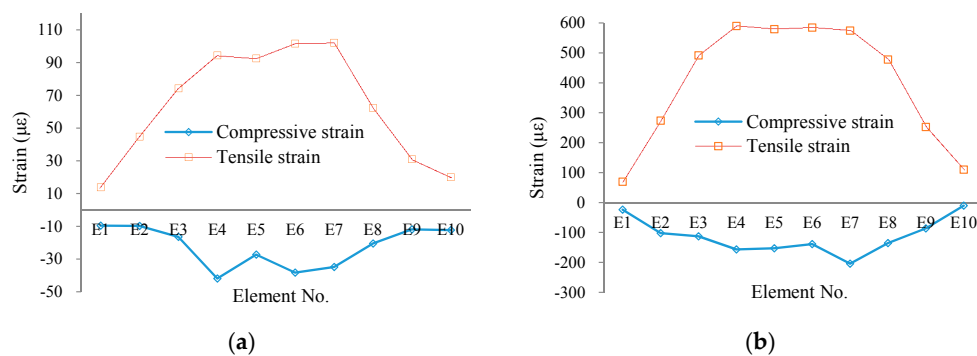 110
90
70
50
30
10
-10
-30
-50
Strain (με)
Compressive strain
Tensile strain
E1 E2 E3 E4 E5 E6 E7 E8 E9 E10
Element No.
(a)
600
500
400
300
200
100
0
-100
-200
-300
Strain (με)
Compressive strain
Tensile strain
E1 E2 E3 E4 E5 E6 E7 E8 E9 E10
Element No.
(b)